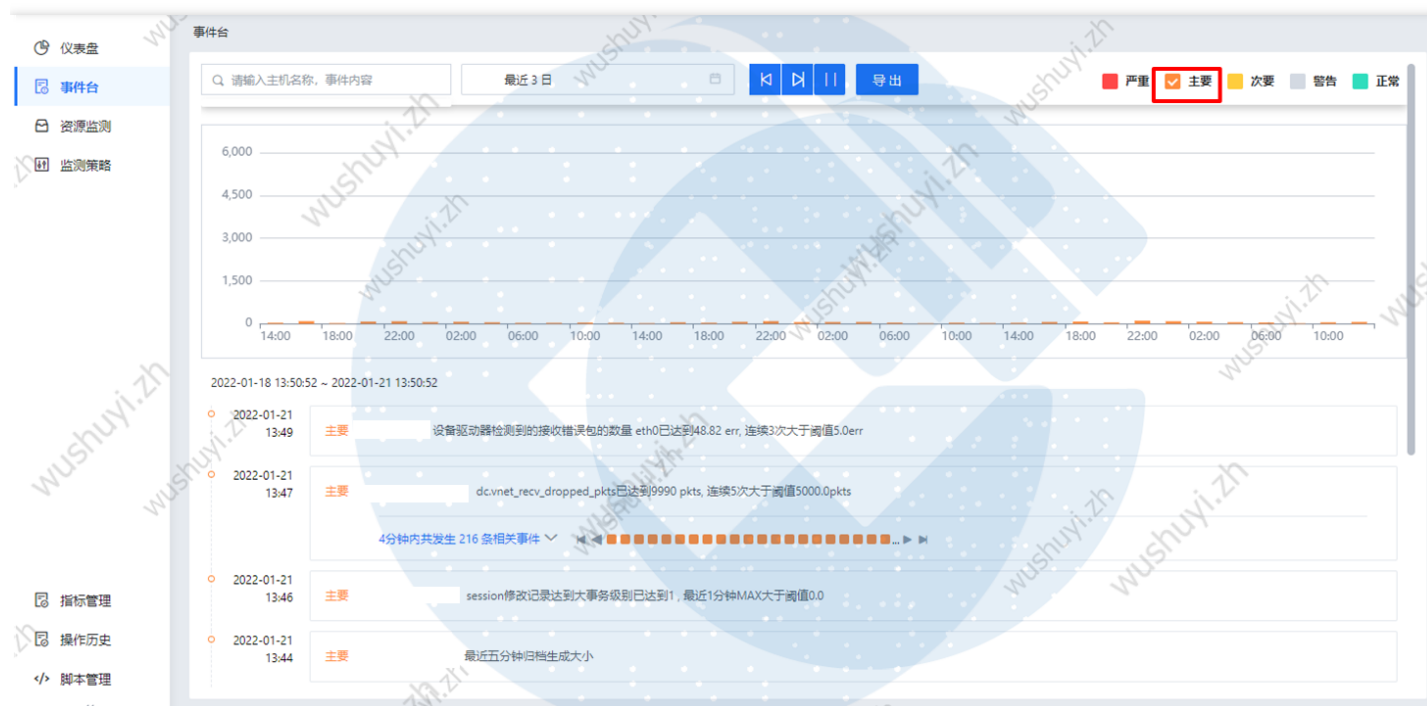 事件台
仪表盘
事件台
资源监测
监测策略
指标管理
操作历史
脚本管理
请输入主机名称,事件内容
最近 3 日
导出
严重 主要 次要 警告 正常
6,000
4,500
3,000
1,500
0
14:00 18:00 22:00 02:00 06:00 10:00 14:00 18:00 22:00 02:00 06:00 10:00 14:00 18:00 22:00 02:00 06:00 10:00
2022-01-18 13:50:52 ~ 2022-01-21 13:50:52
2022-01-21
13:49
主要 设备驱动器检测到的接收错误包的数量 eth0已达到48.82 err, 连续3次大于阈值5.0err
2022-01-21
13:47
主要 dc.vnet_recv_dropped_pkts已达到9990 pkts, 连续5次大于阈值5000.0pkts
4分钟内共发生 216 条相关事件 ...
2022-01-21
13:46
主要 session修改记录达到大事务级别已达到1 , 最近1分钟MAX大于阈值0.0
2022-01-21
13:44
主要 最近五分钟归档生成大小
wushuyi.zh